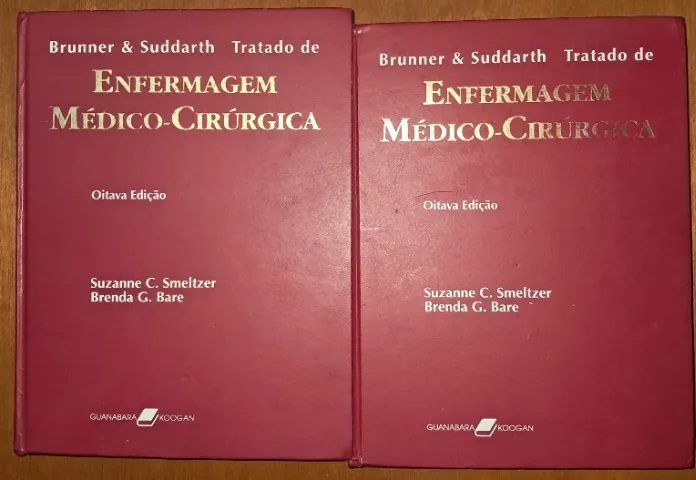 Brunner & Suddarth Tratado de
ENFERMAGEM
MÉDICO-CIRÚRGICA
Oitava Edição
Suzanne C. Smeltzer
Brenda G. Bare
GUANABARA KOOGAN
Brunner & Suddarth Tratado de
ENFERMAGEM
MÉDICO-CIRÚRGICA
Oitava Edição
Suzanne C. Smeltzer
Brenda G. Bare
GUANABARA KOOGAN